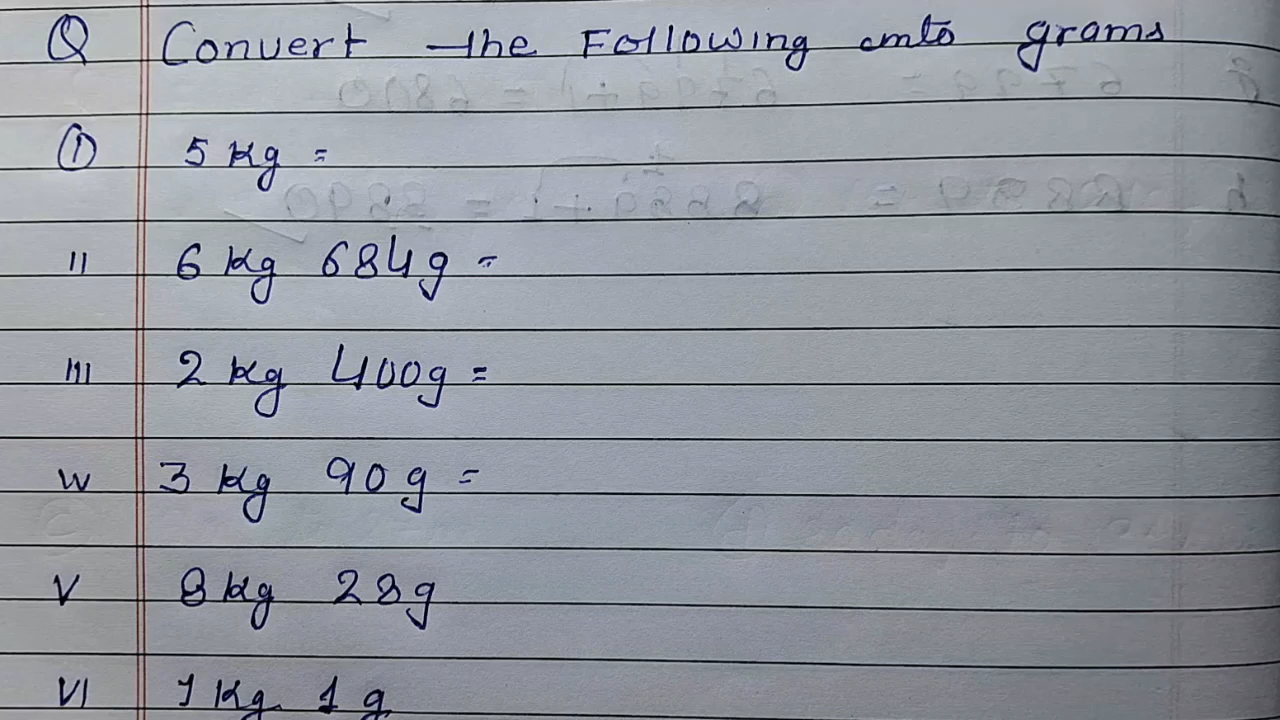 Q Convert the Following into grams
① 5 Kg =
II 6 Kg 684g =
III 2 Kg 400g =
IV 3 Kg 90g =
V 8 Kg 28g
VI 1 Kg 1 g